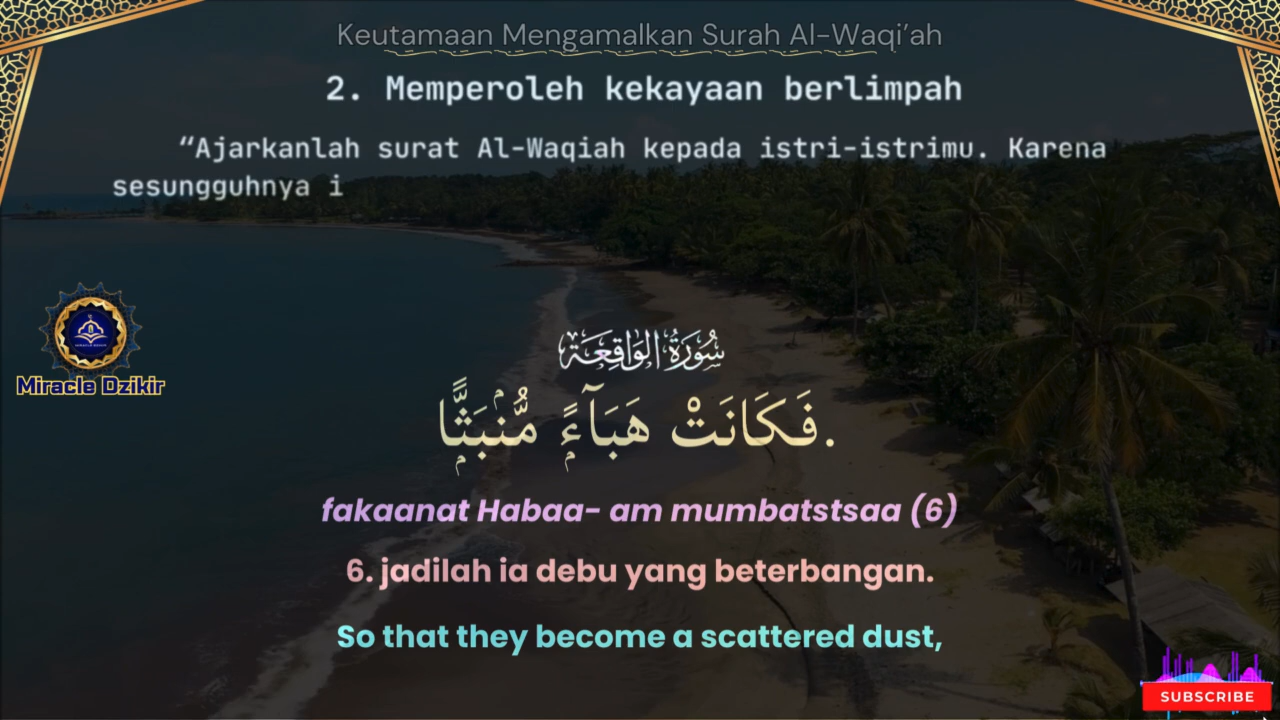 Keutamaan Mengamalkan Surah Al-Waqi’ah
2. Memperoleh kekayaan berlimpah
“Ajarkanlah surat Al-Waqiah kepada istri-istrimu. Karena
sesungguhnya i
Miracle Dzikir
سُورَةُ الوَاقِعَة
فَكَانَتْ هَبَآءًۭ مُّنۢبَثًّۭا.
fakaanat Habaa- am mumbatstsaa (6)
6. jadilah ia debu yang beterbangan.
So that they become a scattered dust,
SUBSCRIBE